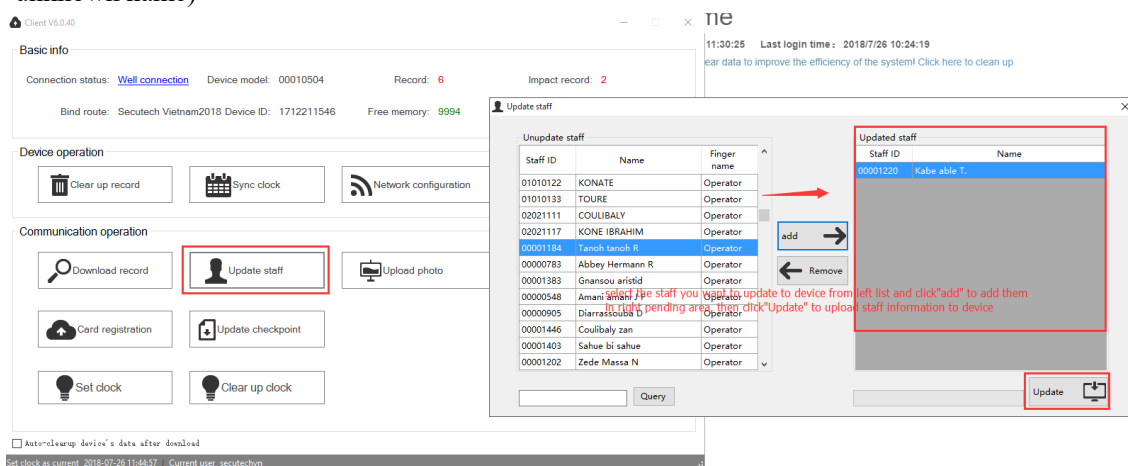 Client V6.0.40
me
Basic info
11:30:25 Last login time： 2018/7/26 10:24:19
ear data to improve the efficiency of the system! Click here to clean up
Connection status: Well connection Device model: 00010504 Record: 6 Impact record: 2
Bind route: Secutech Vietnam2018 Device ID: 1712211546 Free memory: 9994
Device operation
Clear up record
Sync clock
Network configuration
Communication operation
Download record
Update staff
Upload photo
Card registration
Update checkpoint
Set clock
Clear up clock
Auto-clearup device's data after download
Set clock as current 2018-07-26 11:44:57 Current user secutechvn
Update staff
Unupdate staff
Staff ID Name Finger name
01010122 KONATE Operator
01010133 TOURE Operator
02021111 COULIBALY Operator
02021117 KONE IBRAHIM Operator
00001184 Tanoh tanoh R Operator
00000783 Abbey Hermann R Operator
00001383 Gnansou aristid Operator
00000548 Amani amani J P Operator
00000905 Diarrassouba D Operator
00001446 Coulibaly zan Operator
00001403 Sahue bi sahue Operator
00001202 Zede Massa N Operator
Query
add
Remove
Updated staff
Staff ID Name
00001220 Kabe able T.
select the staff you want to update to device from left list and click"add" to add them
in right pending area, then click"Update" to upload staff information to device
Update